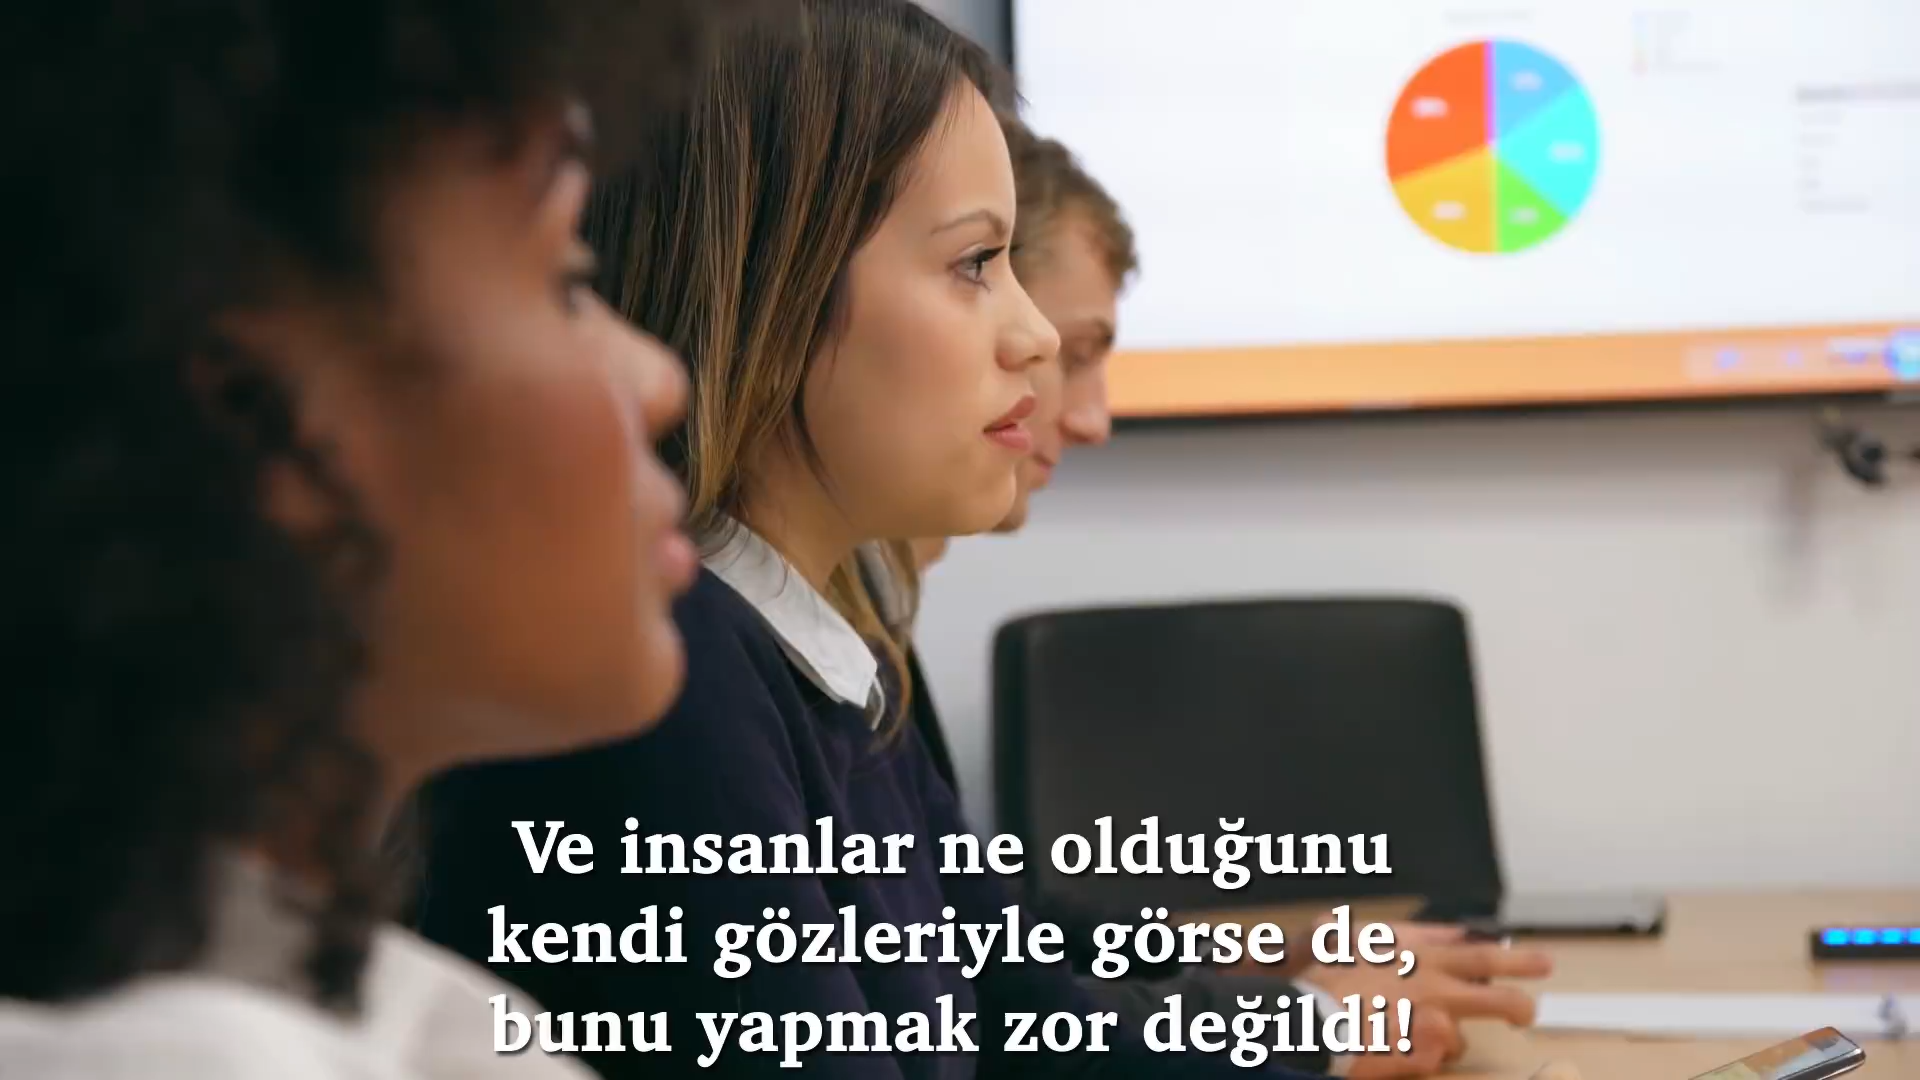 Ve insanlar ne olduğunu
kendi gözleriyle görse de,
bunu yapmak zor değildi!